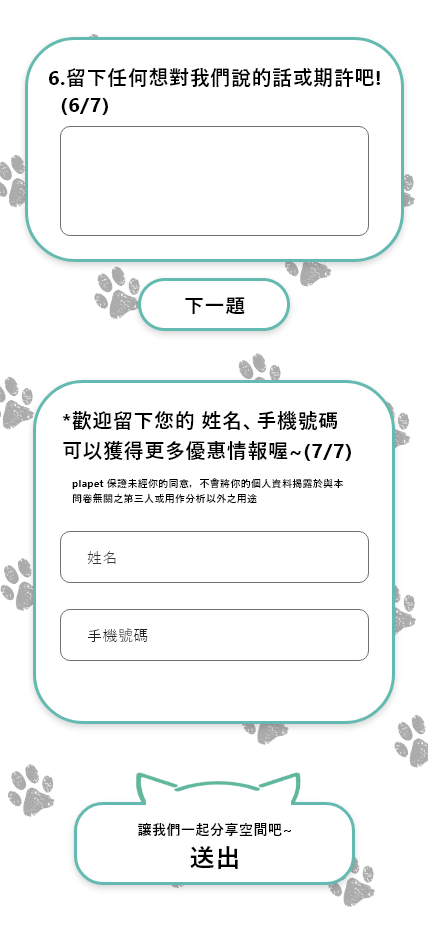 6.留下任何想對我們說的話或期許吧!
(6/7)
下一題
*歡迎留下您的 姓名、手機號碼
可以獲得更多優惠情報喔~(7/7)
plapet 保證未經你的同意，不會將你的個人資料揭露於與本
問卷無關之第三人或用作分析以外之用途
姓名
手機號碼
讓我們一起分享空間吧~
送出